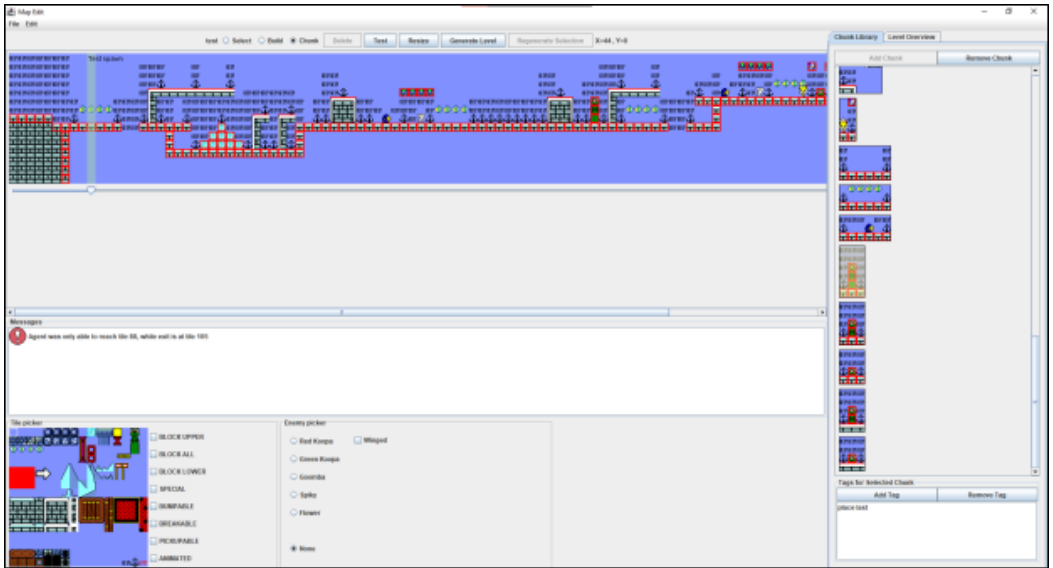 Map Edit
File Edit
test Select Build Chunk Delete Test Resize Generate Level Regenerate Selection X=44, Y=8
Chunk Library Level Overview
Add Chunk Remove Chunk
Test spawn
Messages
Agent was only able to reach tile 88, while exit is at tile 101
Tile picker
BLOCK UPPER
BLOCK ALL
BLOCK LOWER
SPECIAL
BUMPABLE
BREAKABLE
PICKUPABLE
ANIMATED
Enemy picker
Red Koopa Winged
Green Koopa
Goomba
Spiky
Flower
None
Tags for Selected Chunk
Add Tag Remove Tag
place last